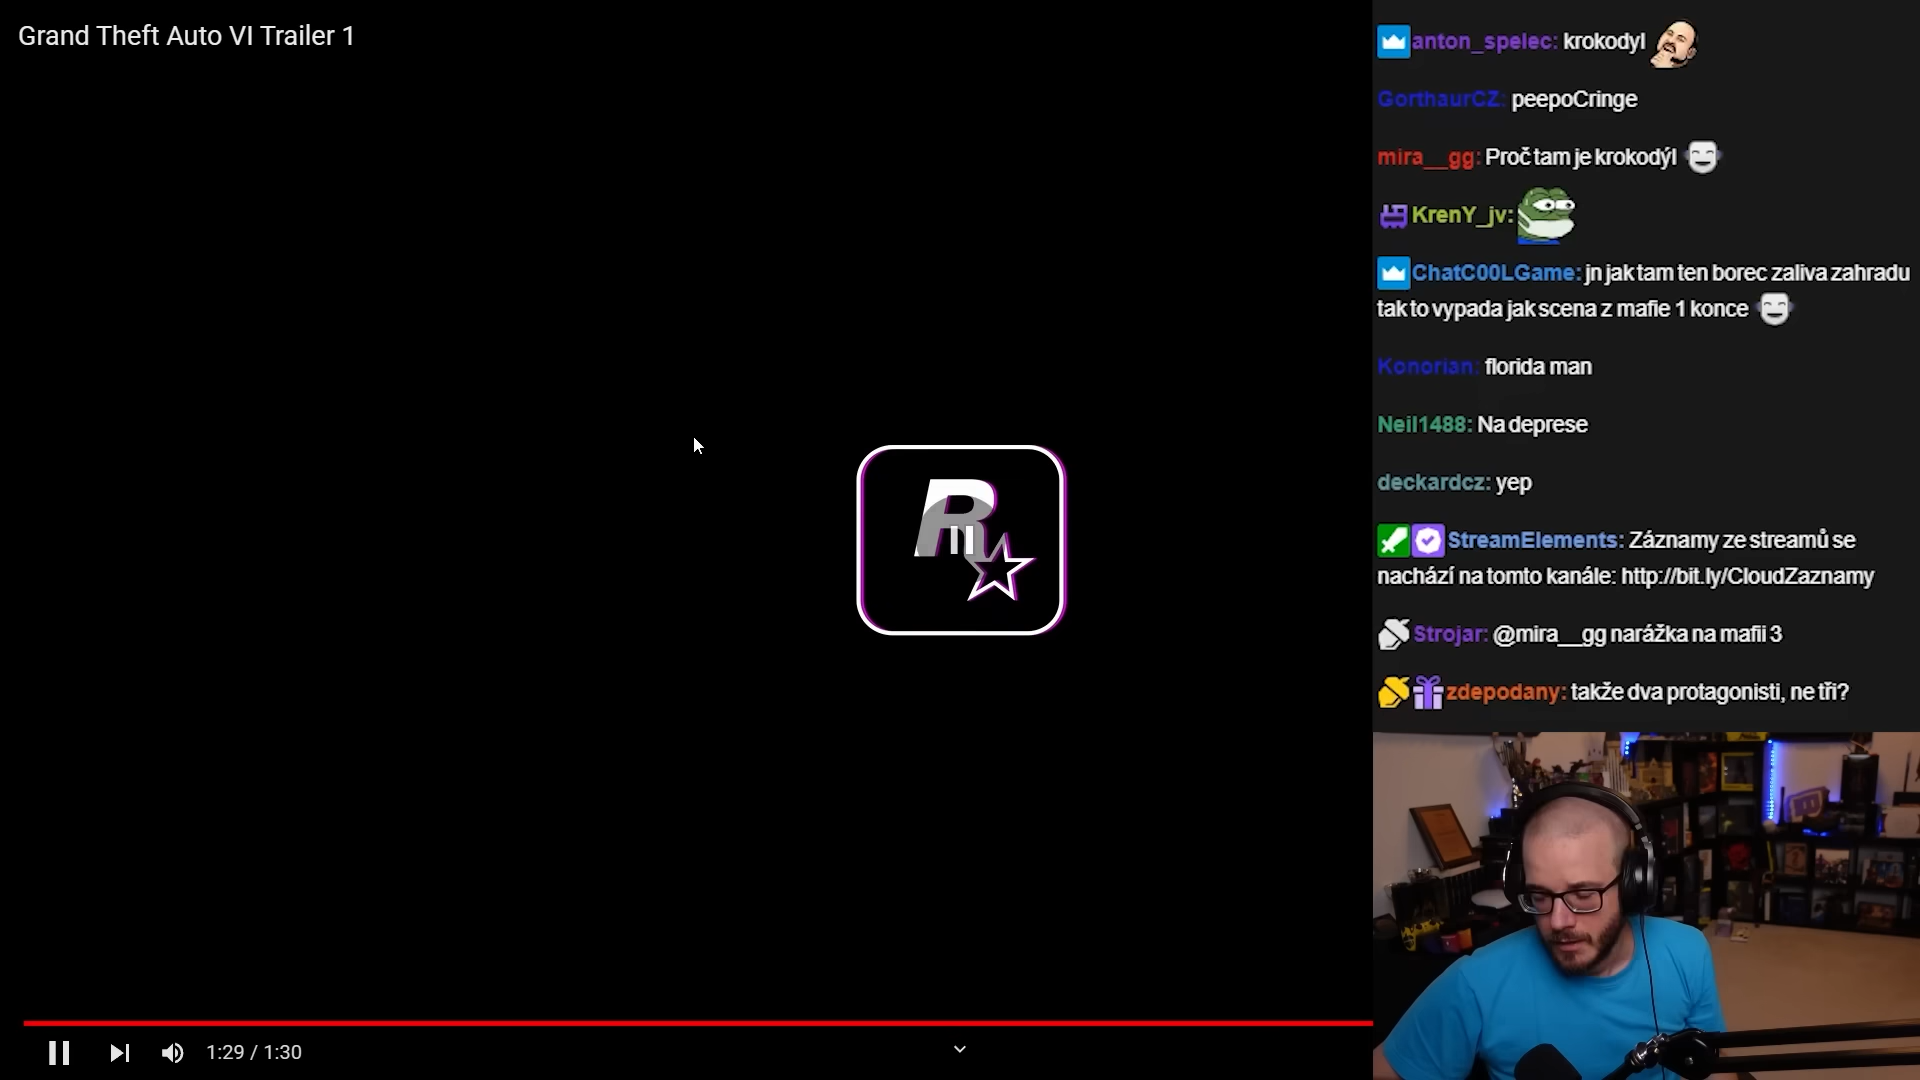 Grand Theft Auto VI Trailer 1
anton_spelec: krokodyl
GorthaurCZ: peepoCringe
mira__gg: Proč tam je krokodýl
KrenY_jv:
ChatC00LGame: jn jak tam ten borec zaliva zahradu
tak to vypada jak scena z mafie 1 konce
Konorian: florida man
Neil1488: Na deprese
deckardcz: yep
StreamElements: Záznamy ze streamů se
nachází na tomto kanále: http://bit.ly/CloudZaznamy
Strojar: @mira__gg narážka na mafii 3
zdepodany: takže dva protagonisti, ne tři?
R
1:29 / 1:30